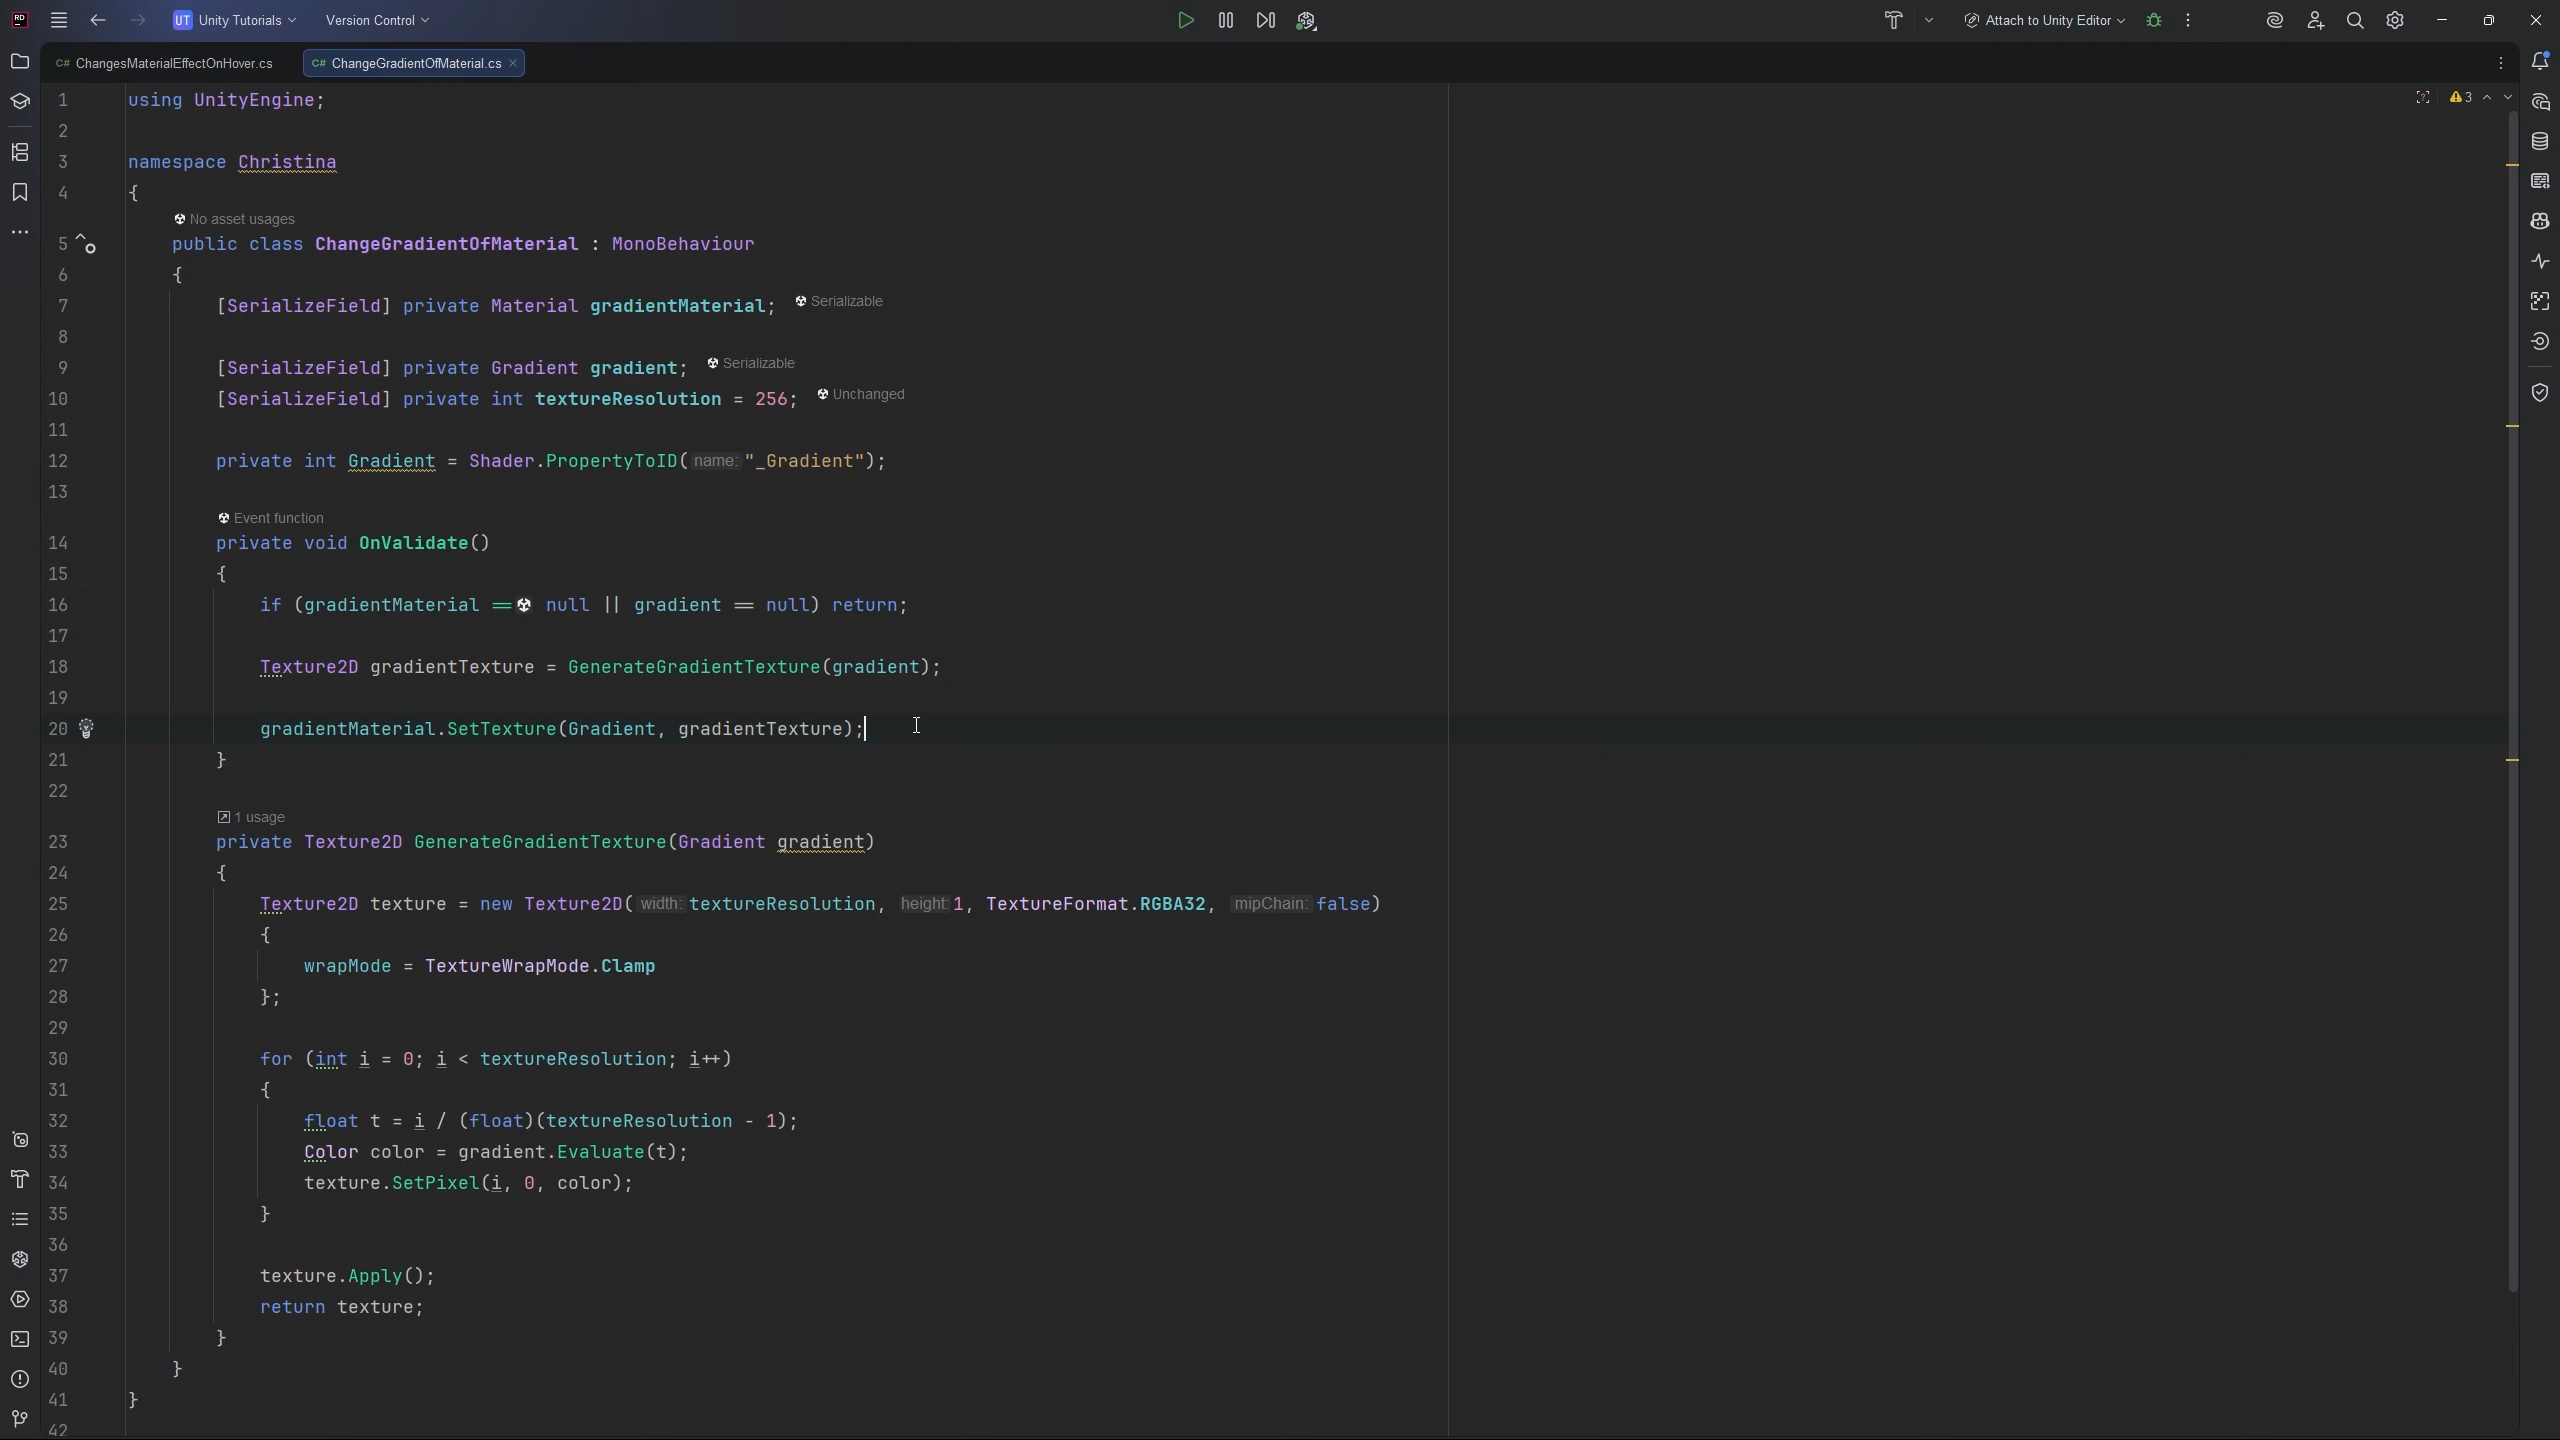 RD UT Unity Tutorials Version Control Attach to Unity Editor
C# ChangesMaterialEffectOnHover.cs C# ChangeGradientOfMaterial.cs
3
1 using UnityEngine;
2
3 namespace Christina
4 {
No asset usages
5 public class ChangeGradientOfMaterial : MonoBehaviour
6 {
7 [SerializeField] private Material gradientMaterial; Serializable
8
9 [SerializeField] private Gradient gradient; Serializable
10 [SerializeField] private int textureResolution = 256; Unchanged
11
12 private int Gradient = Shader.PropertyToID( name: "_Gradient");
13
Event function
14 private void OnValidate()
15 {
16 if (gradientMaterial == null || gradient == null) return;
17
18 Texture2D gradientTexture = GenerateGradientTexture(gradient);
19
20 gradientMaterial.SetTexture(Gradient, gradientTexture);
21 }
22
1 usage
23 private Texture2D GenerateGradientTexture(Gradient gradient)
24 {
25 Texture2D texture = new Texture2D( width: textureResolution, height: 1, TextureFormat.RGBA32, mipChain: false)
26 {
27 wrapMode = TextureWrapMode.Clamp
28 };
29
30 for (int i = 0; i < textureResolution; i++)
31 {
32 float t = i / (float)(textureResolution - 1);
33 Color color = gradient.Evaluate(t);
34 texture.SetPixel(i, 0, color);
35 }
36
37 texture.Apply();
38 return texture;
39 }
40 }
41 }
42